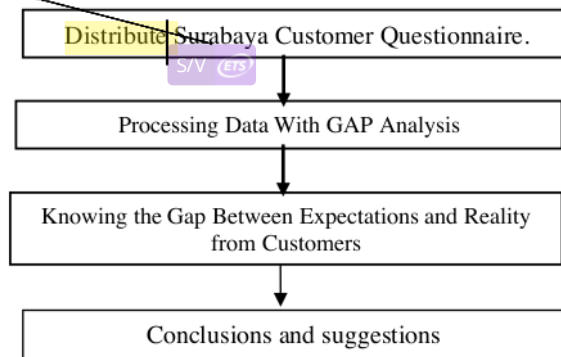 Distribute Surabaya Customer Questionnaire.
S/V ETS
Processing Data With GAP Analysis
Knowing the Gap Between Expectations and Reality
from Customers
Conclusions and suggestions